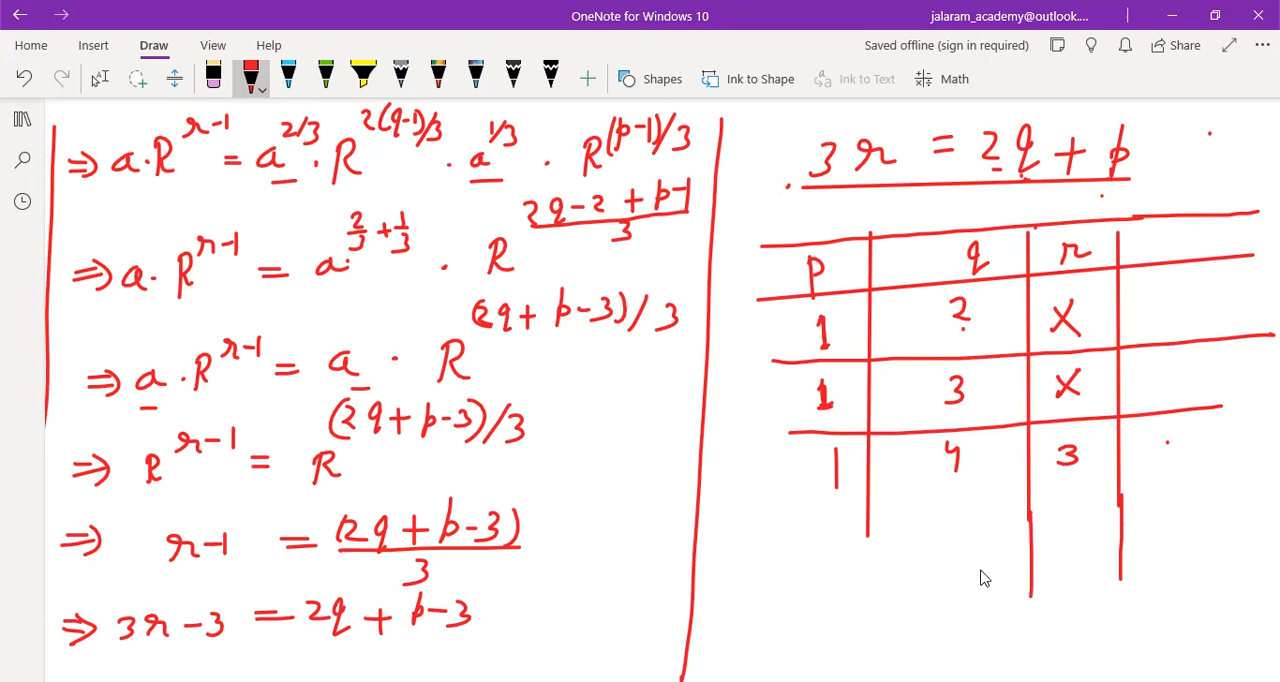 OneNote for Windows 10
jalaram_academy@outlook....
Home Insert Draw View Help
Saved offline (sign in required)
Share
Shapes
Ink to Shape
Ink to Text
Math
⇒ a·R^(r-1) = a^(2/3) · R^(2(q-1)/3) · a^(1/3) · R^((p-1)/3)
⇒ a·R^(r-1) = a^(2/3 + 1/3) · R^((2q-2+p-1)/3)
⇒ a·R^(r-1) = a · R^((2q+p-3)/3)
⇒ R^(r-1) = R^((2q+p-3)/3)
⇒ r-1 = (2q+p-3)/3
⇒ 3r-3 = 2q+p-3
3r = 2q+p
p q r
1 2 X
1 3 X
1 4 3